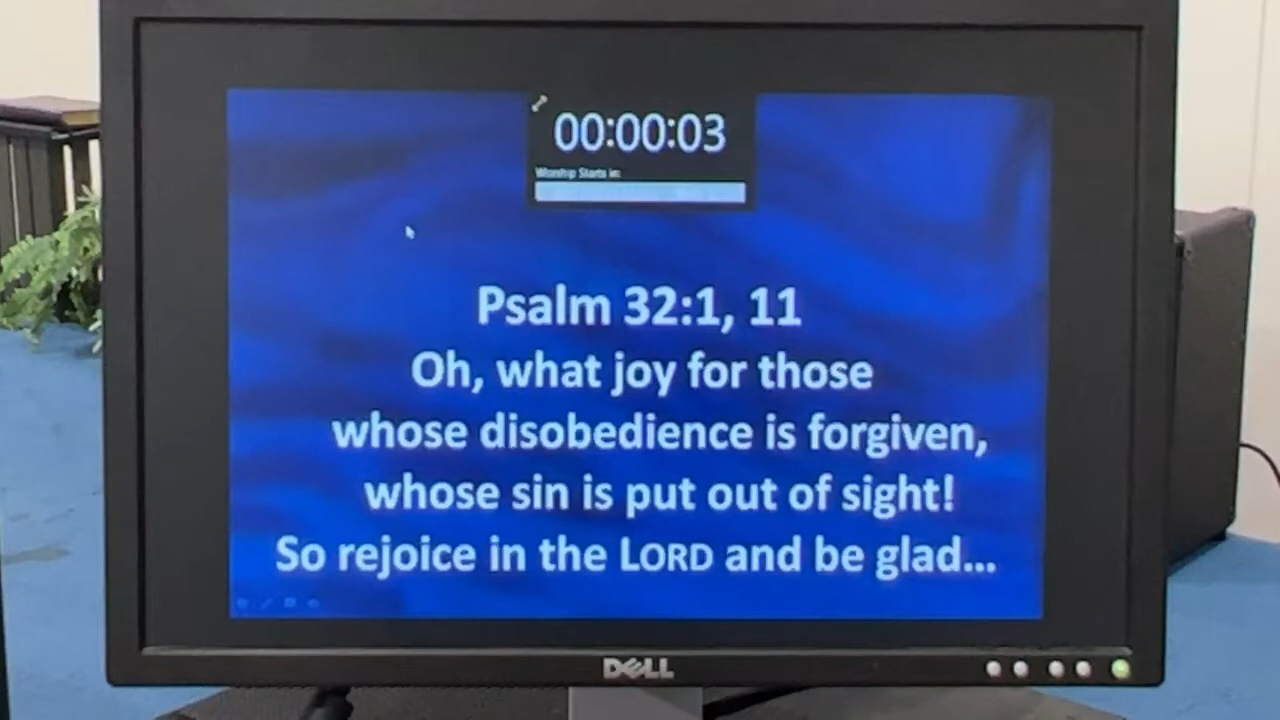 00:00:03
Worship Starts in:
Psalm 32:1, 11
Oh, what joy for those
whose disobedience is forgiven,
whose sin is put out of sight!
So rejoice in the LORD and be glad...
DELL